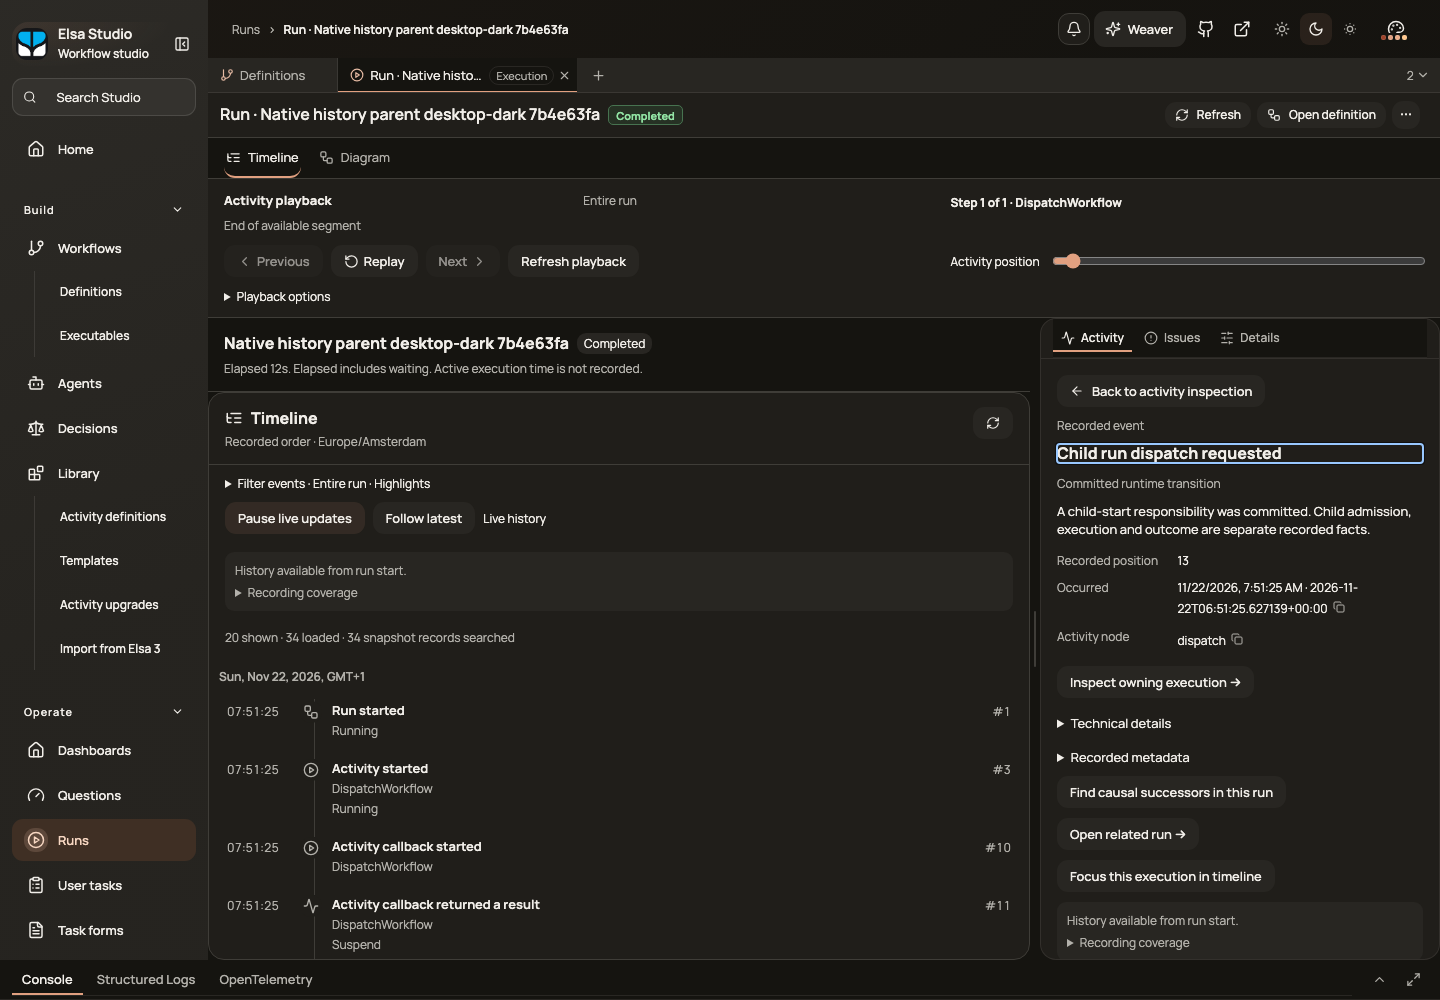 Elsa Studio
Workflow studio
Search Studio
Home
Build
Workflows
Definitions
Executables
Agents
Decisions
Library
Activity definitions
Templates
Activity upgrades
Import from Elsa 3
Operate
Dashboards
Questions
Runs
User tasks
Task forms
Runs › Run · Native history parent desktop-dark 7b4e63fa
Weaver
Definitions
Run · Native histo... Execution
2
Run · Native history parent desktop-dark 7b4e63fa Completed
Refresh
Open definition
Timeline
Diagram
Activity playback
Entire run
End of available segment
Previous
Replay
Next
Refresh playback
Playback options
Step 1 of 1 · DispatchWorkflow
Activity position
Native history parent desktop-dark 7b4e63fa Completed
Elapsed 12s. Elapsed includes waiting. Active execution time is not recorded.
Timeline
Recorded order · Europe/Amsterdam
Filter events · Entire run · Highlights
Pause live updates
Follow latest
Live history
History available from run start.
Recording coverage
20 shown · 34 loaded · 34 snapshot records searched
Sun, Nov 22, 2026, GMT+1
07:51:25 Run started #1
Running
07:51:25 Activity started #3
DispatchWorkflow
Running
07:51:25 Activity callback started #10
DispatchWorkflow
07:51:25 Activity callback returned a result #11
DispatchWorkflow
Suspend
Activity
Issues
Details
Back to activity inspection
Recorded event
Child run dispatch requested
Committed runtime transition
A child-start responsibility was committed. Child admission,
execution and outcome are separate recorded facts.
Recorded position 13
Occurred 11/22/2026, 7:51:25 AM · 2026-11-
22T06:51:25.627139+00:00
Activity node dispatch
Inspect owning execution →
Technical details
Recorded metadata
Find causal successors in this run
Open related run →
Focus this execution in timeline
History available from run start.
Recording coverage
Console
Structured Logs
OpenTelemetry